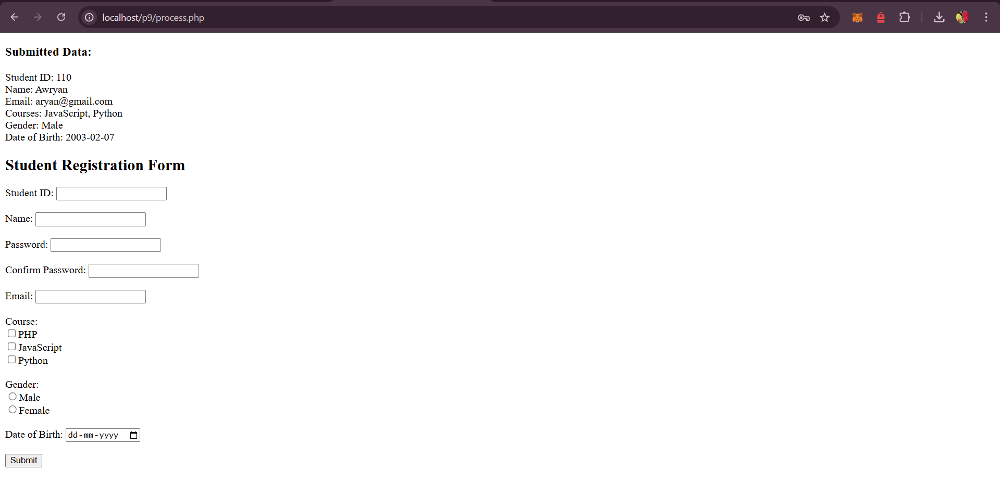 localhost/p9/process.php
Submitted Data:
Student ID: 110
Name: Awryan
Email: aryan@gmail.com
Courses: JavaScript, Python
Gender: Male
Date of Birth: 2003-02-07
Student Registration Form
Student ID:
Name:
Password:
Confirm Password:
Email:
Course:
PHP
JavaScript
Python
Gender:
Male
Female
Date of Birth: dd-mm-yyyy
Submit